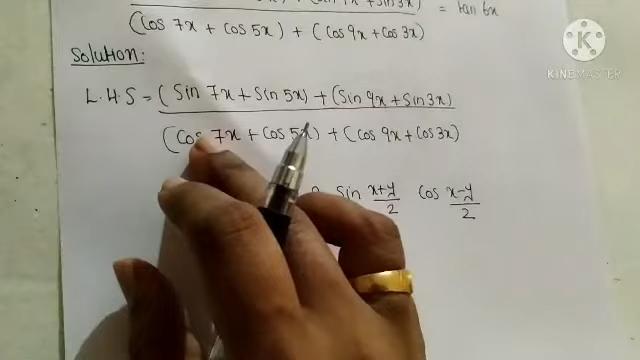 (Cos 7x + Cos 5x) + (Cos 9x + Cos 3x) = tan 6x
KINEMASTER
Solution:
L.H.S = (Sin 7x + Sin 5x) + (Sin 9x + Sin 3x)
(Cos 7x + Cos 5x) + (Cos 9x + Cos 3x)
Sin x+y/2 Cos x-y/2